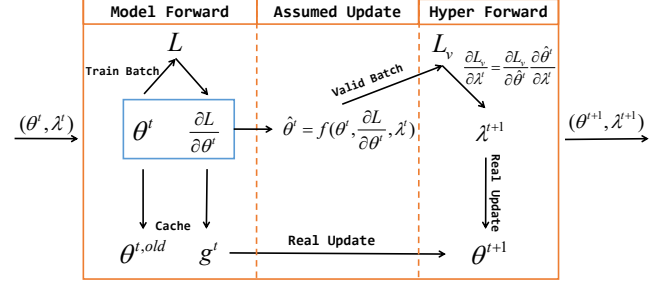 Model Forward Assumed Update Hyper Forward
L L_v ∂L_v/∂λ^t = ∂L_v/∂θ̂^t ∂θ̂^t/∂λ^t
Train Batch Valid Batch
(θ^t, λ^t) θ^t ∂L/∂θ^t θ̂^t = f(θ^t, ∂L/∂θ^t, λ^t) λ^{t+1} (θ^{t+1}, λ^{t+1})
Real Update
Cache
θ^{t,old} g^t Real Update θ^{t+1}